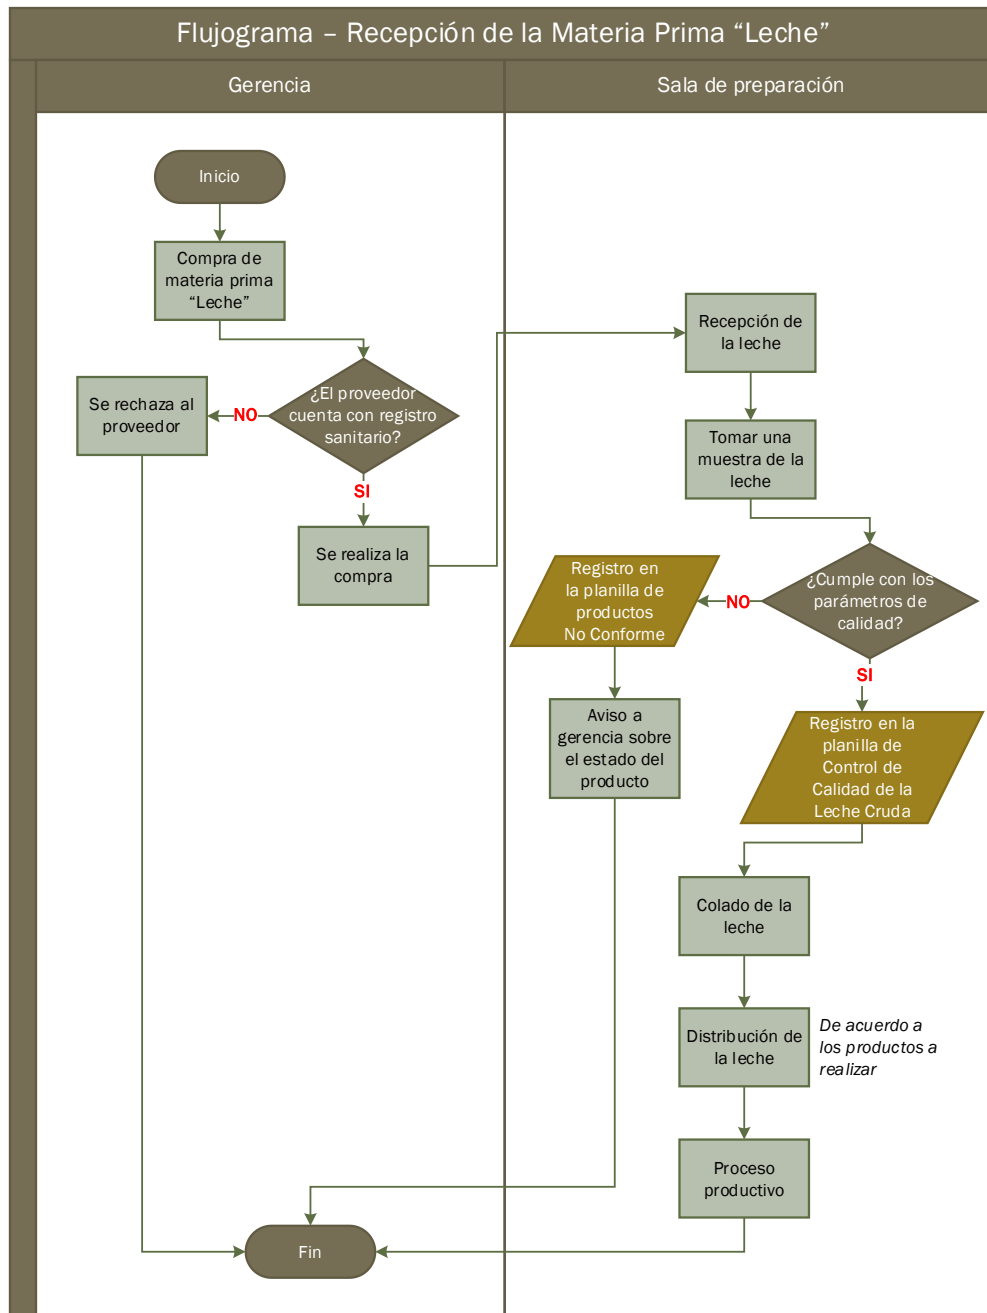 Flujograma – Recepción de la Materia Prima “Leche”
Gerencia
Sala de preparación
Inicio
Compra de
materia prima
“Leche”
¿El proveedor
cuenta con registro
sanitario?
NO
Se rechaza al
proveedor
SI
Se realiza la
compra
Recepción de
la leche
Tomar una
muestra de la
leche
¿Cumple con los
parámetros de
calidad?
NO
Registro en
la planilla de
productos
No Conforme
Aviso a
gerencia sobre
el estado del
producto
SI
Registro en la
planilla de
Control de
Calidad de la
Leche Cruda
Colado de la
leche
Distribución de
la leche
De acuerdo a
los productos a
realizar
Proceso
productivo
Fin